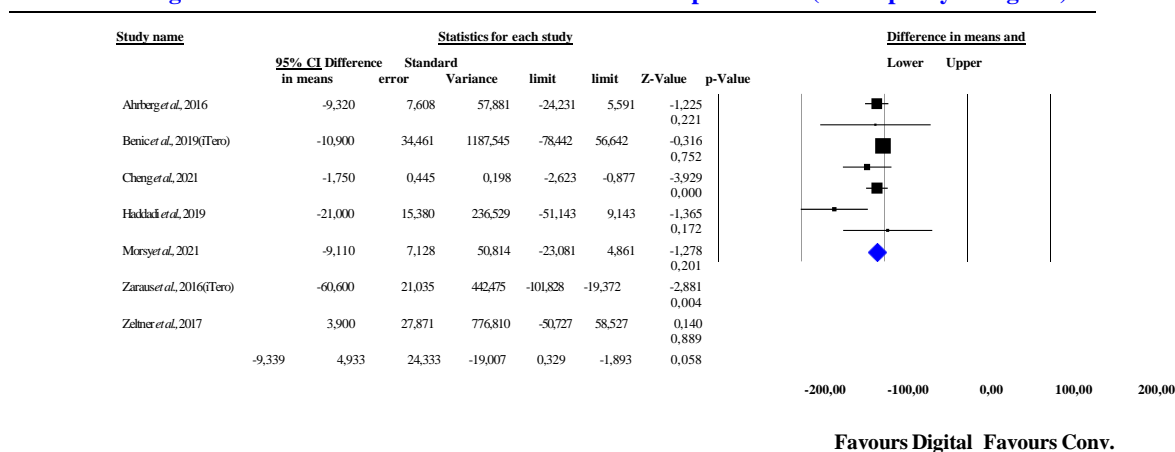 Study name Statistics for each study Difference in means and
95% CI Difference Standard Lower Upper
in means error Variance limit limit Z-Value p-Value
Ahrberg et al., 2016 -9,320 7,608 57,881 -24,231 5,591 -1,225
0,221
Benic et al., 2019(iTero) -10,900 34,461 1187,545 -78,442 56,642 -0,316
0,752
Cheng et al., 2021 -1,750 0,445 0,198 -2,623 -0,877 -3,929
0,000
Haddadi et al., 2019 -21,000 15,380 236,529 -51,143 9,143 -1,365
0,172
Morsy et al., 2021 -9,110 7,128 50,814 -23,081 4,861 -1,278
0,201
Zaraus et al., 2016(iTero) -60,600 21,035 442,475 -101,828 -19,372 -2,881
0,004
Zeltner et al., 2017 3,900 27,871 776,810 -50,727 58,527 0,140
0,889
-9,339 4,933 24,333 -19,007 0,329 -1,893 0,058
-200,00 -100,00 0,00 100,00 200,00
Favours Digital Favours Conv.